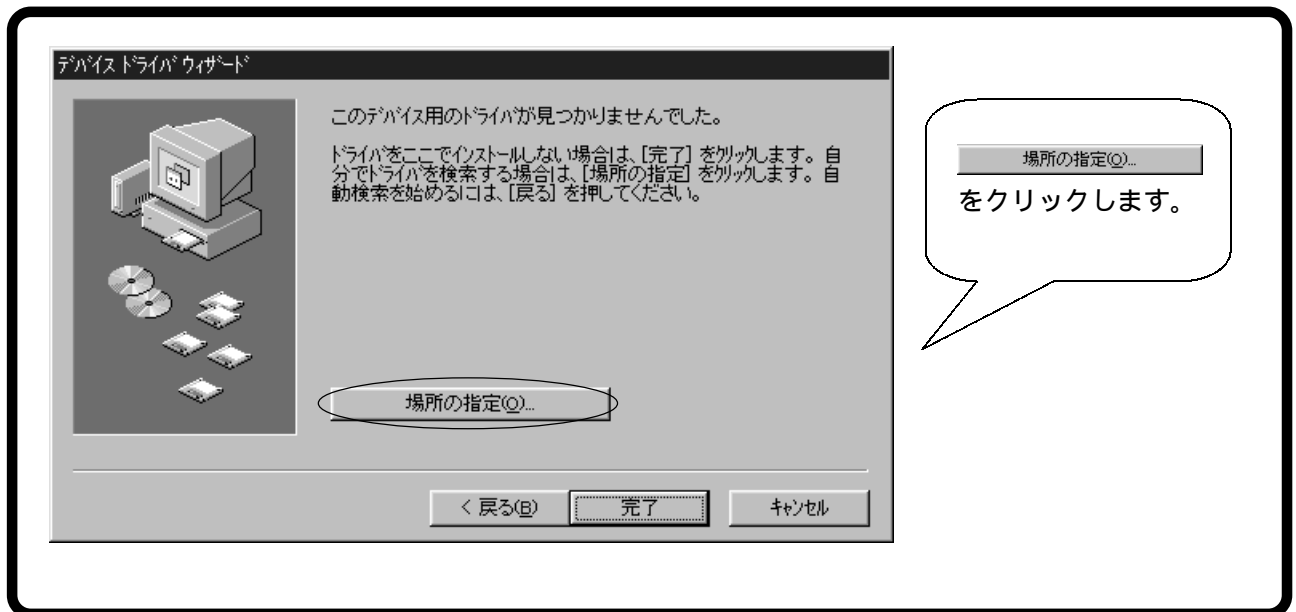 ﾃﾞﾊﾞｲｽ ﾄﾞﾗｲﾊﾞ ｳｨｻﾞｰﾄﾞ
このﾃﾞﾊﾞｲｽ用のﾄﾞﾗｲﾊﾞが見つかりませんでした。
ﾄﾞﾗｲﾊﾞをここでｲﾝｽﾄｰﾙしない場合は、[完了] をｸﾘｯｸします。自
分でﾄﾞﾗｲﾊﾞを検索する場合は、[場所の指定] をｸﾘｯｸします。自
動検索を始めるには、[戻る] を押してください。
場所の指定(O)...
< 戻る(B)
完了
ｷｬﾝｾﾙ
場所の指定(O)...
をクリックします。